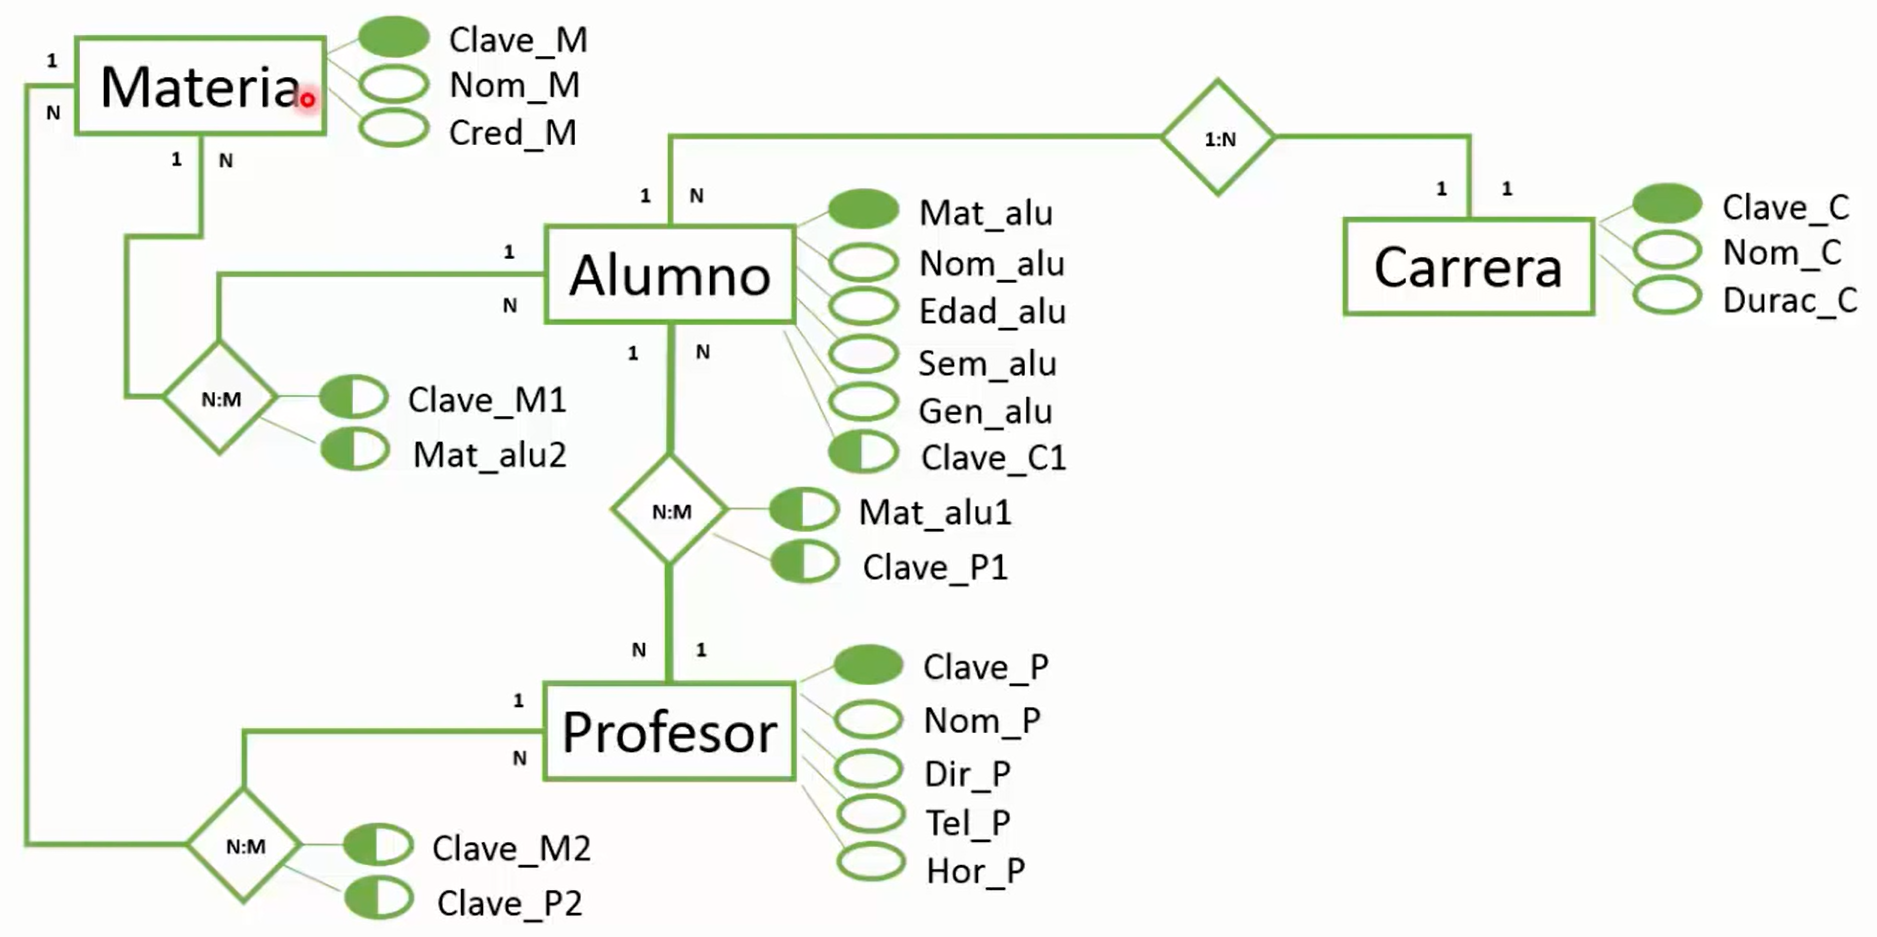 1
N
Materia
Clave_M
Nom_M
Cred_M
1 N
1:N
1 N
1 1
Mat_alu
Nom_alu
Edad_alu
Sem_alu
Gen_alu
Clave_C1
Clave_C
Nom_C
Durac_C
Carrera
1
N
Alumno
1 N
N:M
Clave_M1
Mat_alu2
N:M
Mat_alu1
Clave_P1
N 1
1
N
Profesor
Clave_P
Nom_P
Dir_P
Tel_P
Hor_P
N:M
Clave_M2
Clave_P2